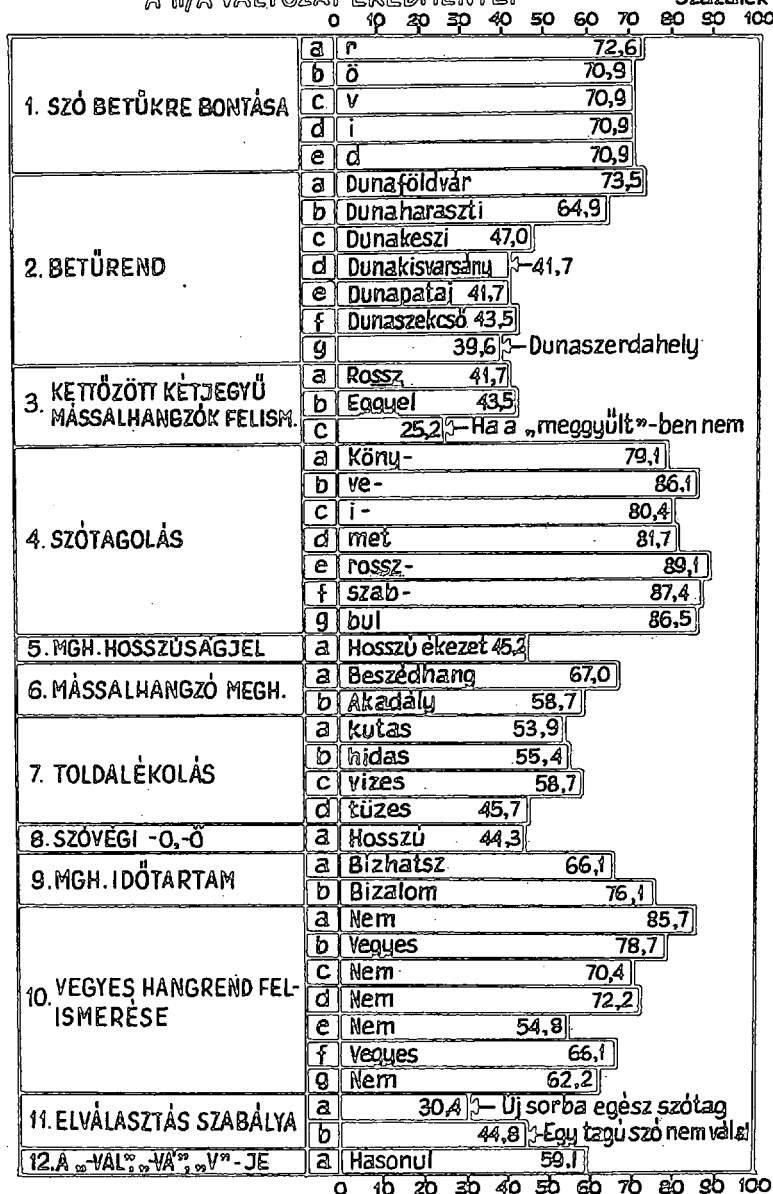 A II/A VÁLTOZAT EREDMÉNYEI Százalék
0 10 20 30 40 50 60 70 80 90 100
1. SZÓ BETŰKRE BONTÁSA
a r 72,6
b ö 70,9
c v 70,9
d i 70,9
e d 70,9
2. BETŰREND
a Dunaföldvár 73,5
b Dunaharaszti 64,9
c Dunakeszi 47,0
d Dunakisvarsány 41,7
e Dunapataj 41,7
f Dunaszekcső 43,5
g 39,6 Dunaszerdahely
3. KETTŐZÖTT KÉTJEGYŰ
MÁSSALHANGZÓK FELISM.
a Rossz 41,7
b Eggyel 43,5
c 25,2 Ha a „meggyült”-ben nem
4. SZÓTAGOLÁS
a Köny- 79,1
b ve- 86,1
c i- 80,4
d met 81,7
e rossz- 89,1
f szab- 87,4
g bul 86,5
5. MGH. HOSSZÚSÁGJEL
a Hosszú ékezet 45,2
6. MÁSSALHANGZÓ MEGH.
a Beszédhang 67,0
b Akadály 58,7
7. TOLDALÉKOLÁS
a kutas 53,9
b hidas 55,4
c vizes 58,7
d tüzes 45,7
8. SZÓVÉGI -O,-Ő
a Hosszú 44,3
9. MGH. IDŐTARTAM
a Bízhatsz 66,1
b Bizalom 76,1
10. VEGYES HANGREND FEL-
ISMERÉSE
a Nem 85,7
b Vegyes 78,7
c Nem 70,4
d Nem 72,2
e Nem 54,8
f Vegyes 66,1
g Nem 62,2
11. ELVÁLASZTÁS SZABÁLYA
a 30,4 Új sorba egész szótag
b 44,8 Egy tagú szó nem vál el
12. A „-VAL”, „-VÁ”, „V”-JE
a Hasonul 59,1
0 10 20 30 40 50 60 70 80 90 100